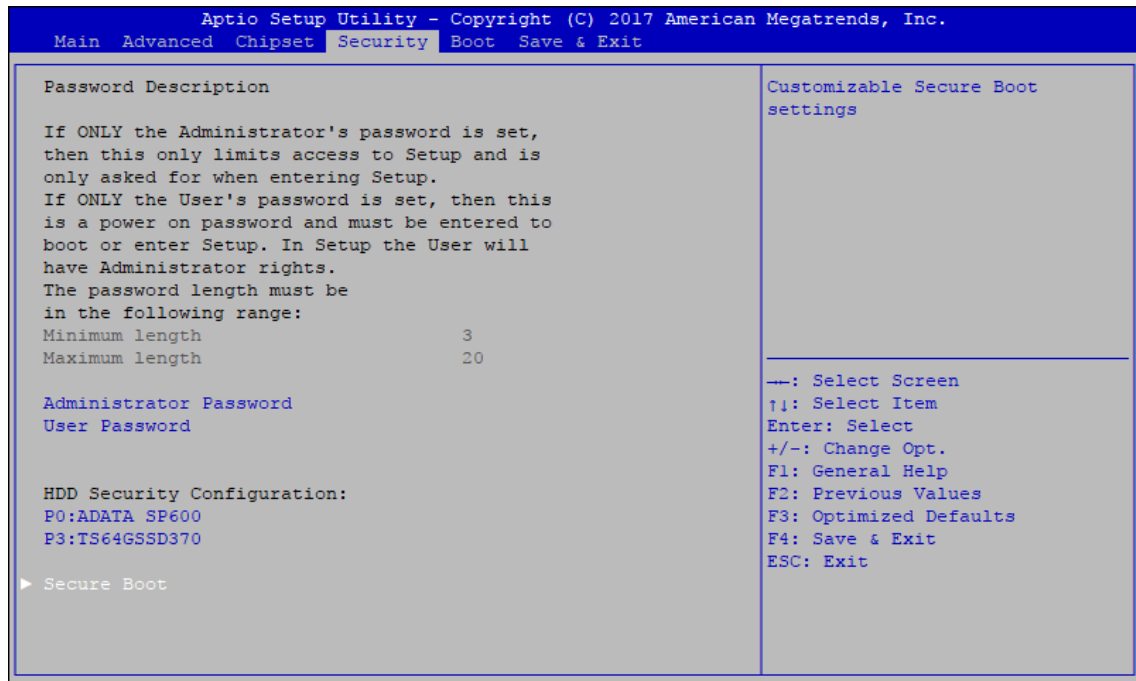 Aptio Setup Utility – Copyright (C) 2017 American Megatrends, Inc.
Main Advanced Chipset Security Boot Save & Exit
Password Description
If ONLY the Administrator's password is set,
then this only limits access to Setup and is
only asked for when entering Setup.
If ONLY the User's password is set, then this
is a power on password and must be entered to
boot or enter Setup. In Setup the User will
have Administrator rights.
The password length must be
in the following range:
Minimum length 3
Maximum length 20
Administrator Password
User Password
HDD Security Configuration:
P0:ADATA SP600
P3:TS64GSSD370
► Secure Boot
Customizable Secure Boot
settings
→←: Select Screen
↑↓: Select Item
Enter: Select
+/-: Change Opt.
F1: General Help
F2: Previous Values
F3: Optimized Defaults
F4: Save & Exit
ESC: Exit